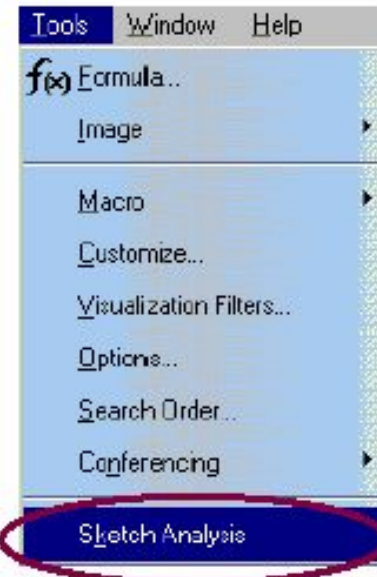 Tools Window Help
f(x) Formula...
Image
Macro
Customize...
Visualization Filters...
Options...
Search Order...
Conferencing
Sketch Analysis